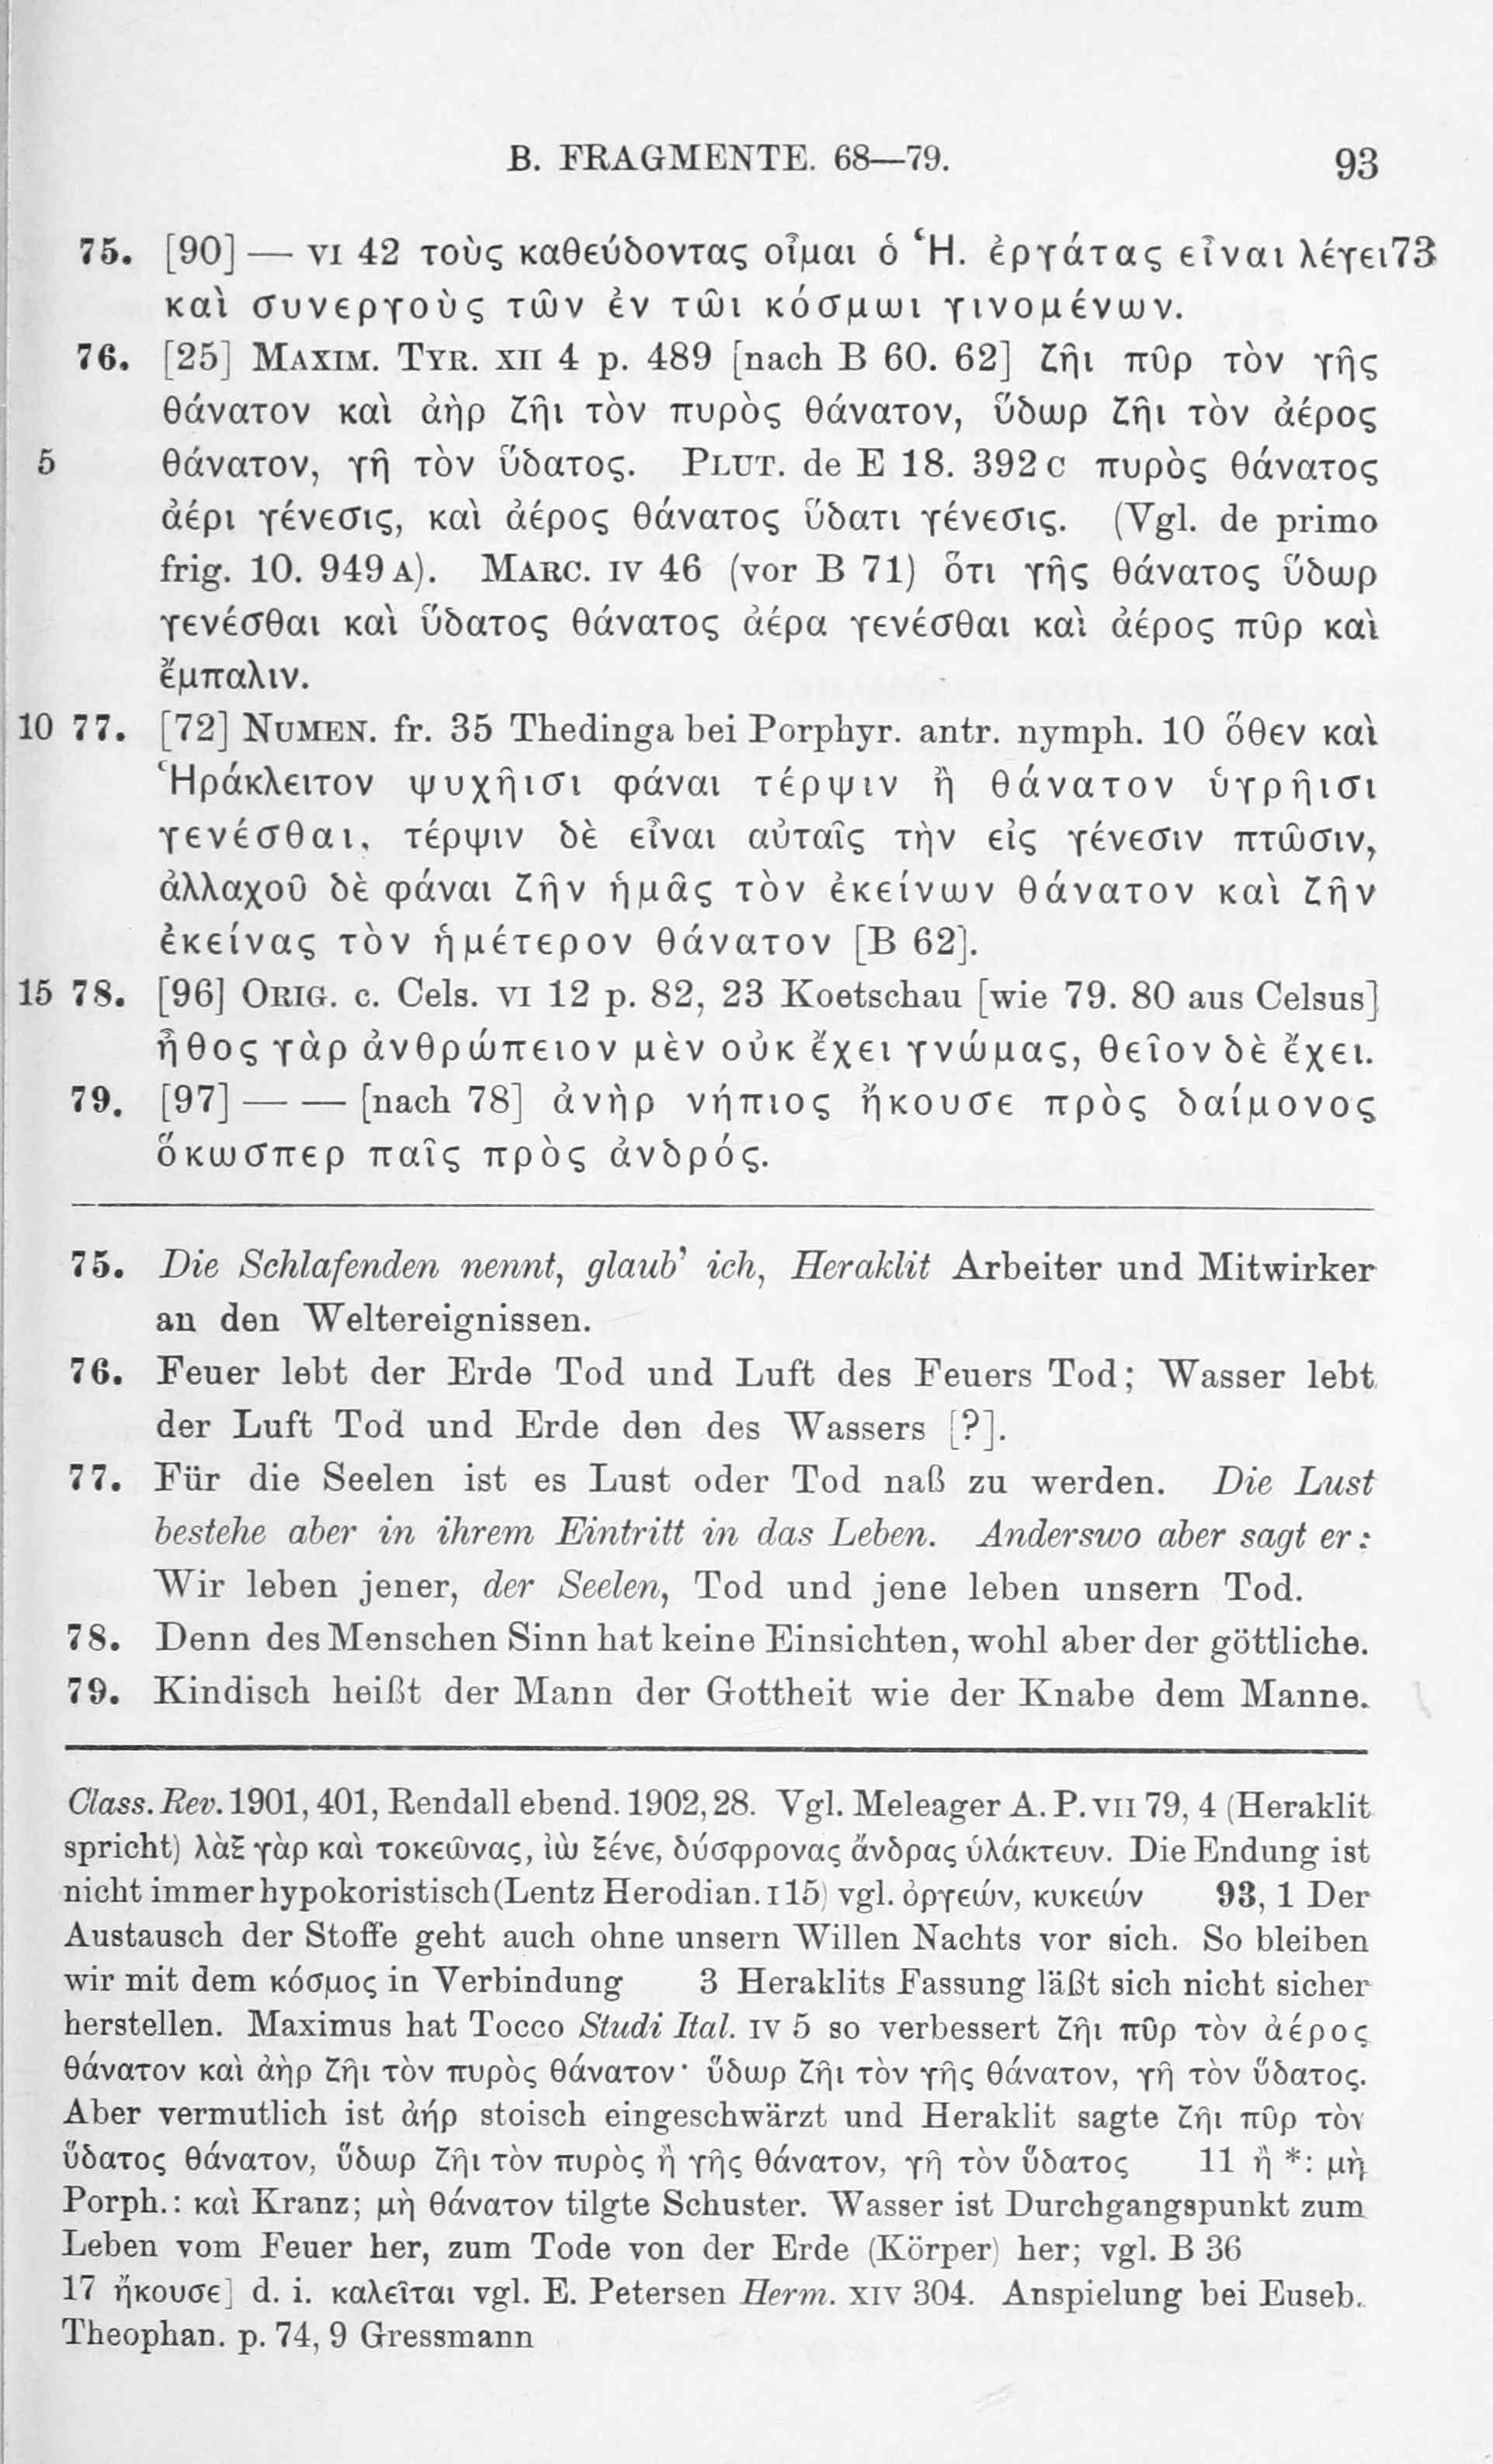 B. FRAGMENTE. 68—79. 93
75. [90] — VI 42 τοὺς καθεύδοντας οἶμαι ὁ Ἡ. ἐργάτας εἶναι λέγει 73
καὶ συνεργοὺς τῶν ἐν τῶι κόσμωι γινομένων.
76. [25] MAXIM. TYR. XII 4 p. 489 [nach B 60. 62] ζῆι πῦρ τὸν γῆς
θάνατον καὶ ἀὴρ ζῆι τὸν πυρὸς θάνατον, ὕδωρ ζῆι τὸν ἀέρος
5 θάνατον, γῆ τὸν ὕδατος. PLUT. de E 18. 392 C πυρὸς θάνατος
ἀέρι γένεσις, καὶ ἀέρος θάνατος ὕδατι γένεσις. (Vgl. de primo
frig. 10. 949 A). MARC. IV 46 (vor B 71) ὅτι γῆς θάνατος ὕδωρ
γενέσθαι καὶ ὕδατος θάνατος ἀέρα γενέσθαι καὶ ἀέρος πῦρ καὶ
ἔμπαλιν.
10 77. [72] NUMEN. fr. 35 Thedinga bei Porphyr. antr. nymph. 10 ὅθεν καὶ
Ἡράκλειτον ψυχῆισι φάναι τέρψιν ἢ θάνατον ὑγρῆισι
γενέσθαι, τέρψιν δὲ εἶναι αὐταῖς τὴν εἰς γένεσιν πτῶσιν,
ἀλλαχοῦ δὲ φάναι ζῆν ἡμᾶς τὸν ἐκείνων θάνατον καὶ ζῆν
ἐκείνας τὸν ἡμέτερον θάνατον [B 62].
15 78. [96] ORIG. c. Cels. VI 12 p. 82, 23 Koetschau [wie 79. 80 aus Celsus]
ἦθος γὰρ ἀνθρώπειον μὲν οὐκ ἔχει γνώμας, θεῖον δὲ ἔχει.
79. [97] — — [nach 78] ἀνὴρ νήπιος ἤκουσε πρὸς δαίμονος
ὅκωσπερ παῖς πρὸς ἀνδρός.
75. Die Schlafenden nennt, glaub’ ich, Heraklit Arbeiter und Mitwirker
an den Weltereignissen.
76. Feuer lebt der Erde Tod und Luft des Feuers Tod; Wasser lebt
der Luft Tod und Erde den des Wassers [?].
77. Für die Seelen ist es Lust oder Tod naß zu werden. Die Lust
bestehe aber in ihrem Eintritt in das Leben. Anderswo aber sagt er:
Wir leben jener, der Seelen, Tod und jene leben unsern Tod.
78. Denn des Menschen Sinn hat keine Einsichten, wohl aber der göttliche.
79. Kindisch heißt der Mann der Gottheit wie der Knabe dem Manne.
Class. Rev. 1901, 401, Rendall ebend. 1902, 28. Vgl. Meleager A. P. VII 79, 4 (Heraklit
spricht) λὰξ γὰρ καὶ τοκεῶνας, ἰὼ ξένε, δύσφρονας ἄνδρας ὑλάκτευν. Die Endung ist
nicht immer hypokoristisch (Lentz Herodian. I 15) vgl. ὀργεών, κυκεών 93, 1 Der
Austausch der Stoffe geht auch ohne unsern Willen Nachts vor sich. So bleiben
wir mit dem κόσμος in Verbindung 3 Heraklits Fassung läßt sich nicht sicher
herstellen. Maximus hat Tocco Studi Ital. IV 5 so verbessert ζῆι πῦρ τὸν ἀέρος
θάνατον καὶ ἀὴρ ζῆι τὸν πυρὸς θάνατον· ὕδωρ ζῆι τὸν γῆς θάνατον, γῆ τὸν ὕδατος.
Aber vermutlich ist ἀήρ stoisch eingeschwärzt und Heraklit sagte ζῆι πῦρ τὸν
ὕδατος θάνατον, ὕδωρ ζῆι τὸν πυρὸς ἢ γῆς θάνατον, γῆ τὸν ὕδατος 11 ἢ *: μὴ
Porph.: καὶ Kranz; μὴ θάνατον tilgte Schuster. Wasser ist Durchgangspunkt zum
Leben vom Feuer her, zum Tode von der Erde (Körper) her; vgl. B 36
17 ἤκουσε] d. i. καλεῖται vgl. E. Petersen Herm. XIV 304. Anspielung bei Euseb.
Theophan. p. 74, 9 Gressmann